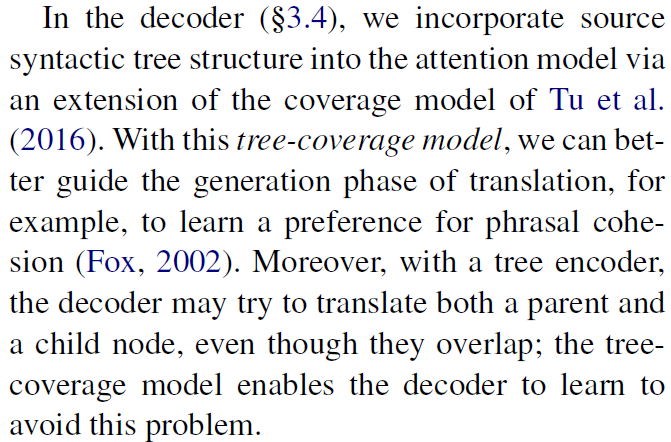 In the decoder (§3.4), we incorporate source
syntactic tree structure into the attention model via
an extension of the coverage model of Tu et al.
(2016). With this tree-coverage model, we can bet-
ter guide the generation phase of translation, for
example, to learn a preference for phrasal cohe-
sion (Fox, 2002). Moreover, with a tree encoder,
the decoder may try to translate both a parent and
a child node, even though they overlap; the tree-
coverage model enables the decoder to learn to
avoid this problem.